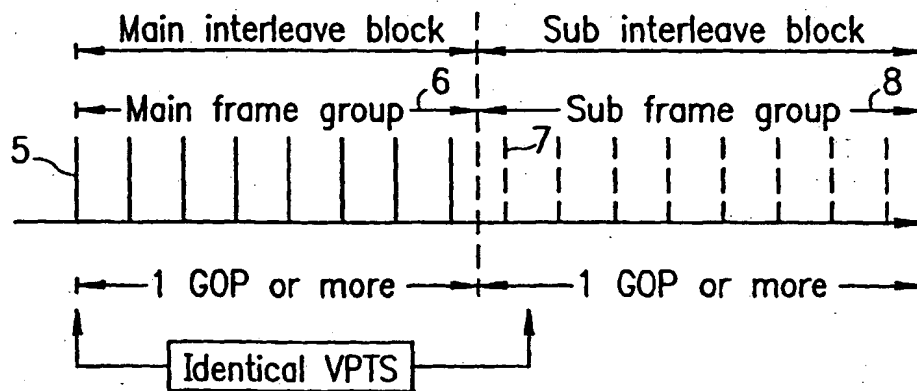 Main interleave block Sub interleave block
6 8
Main frame group Sub frame group
5 7
1 GOP or more 1 GOP or more
Identical VPTS